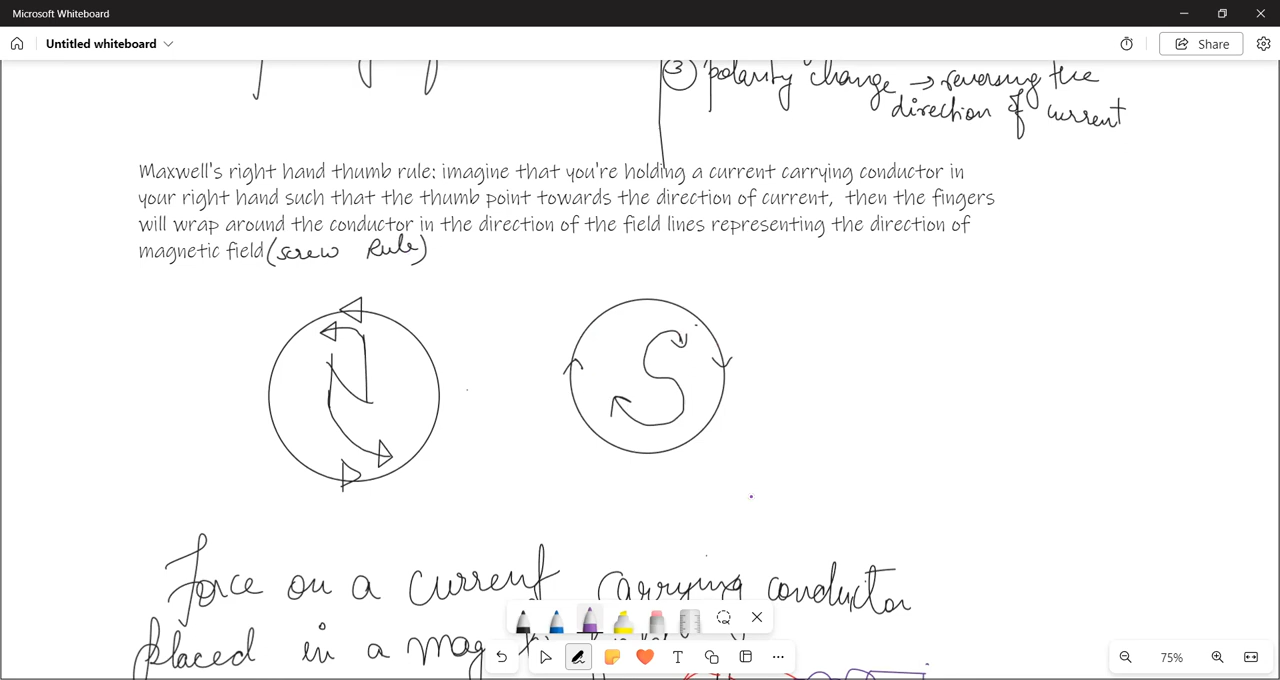 Microsoft Whiteboard
Untitled whiteboard
Share
③ polarity change → reversing the
direction of current
Maxwell's right hand thumb rule: imagine that you're holding a current carrying conductor in
your right hand such that the thumb point towards the direction of current, then the fingers
will wrap around the conductor in the direction of the field lines representing the direction of
magnetic field (screw Rule)
N
S
Force on a current carrying conductor
placed in a mag
75%